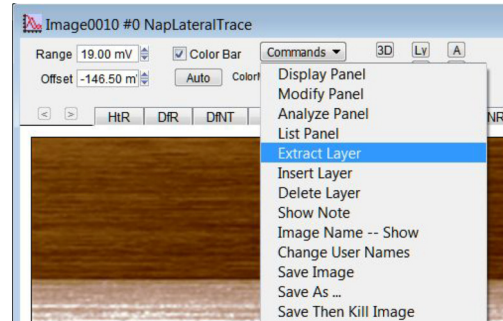 Image0010 #0 NapLateralTrace
Range 19.00 mV Color Bar Commands 3D Ly A
Offset -146.50 m Auto
< > HtR DfR DfNT
Display Panel
Modify Panel
Analyze Panel
List Panel
Extract Layer
Insert Layer
Delete Layer
Show Note
Image Name -- Show
Change User Names
Save Image
Save As ...
Save Then Kill Image